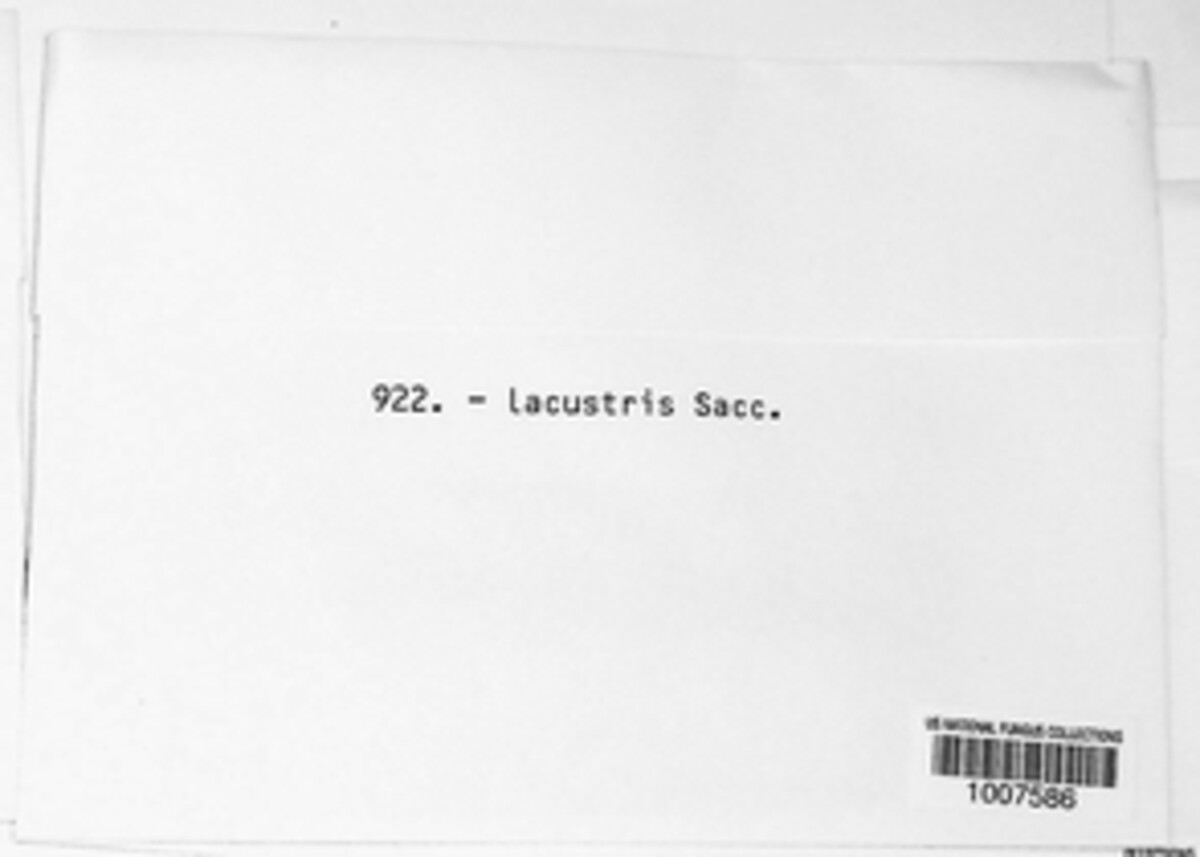 922. - lacustris Sacc.
US NATIONAL FUNGUS COLLECTIONS
1007586